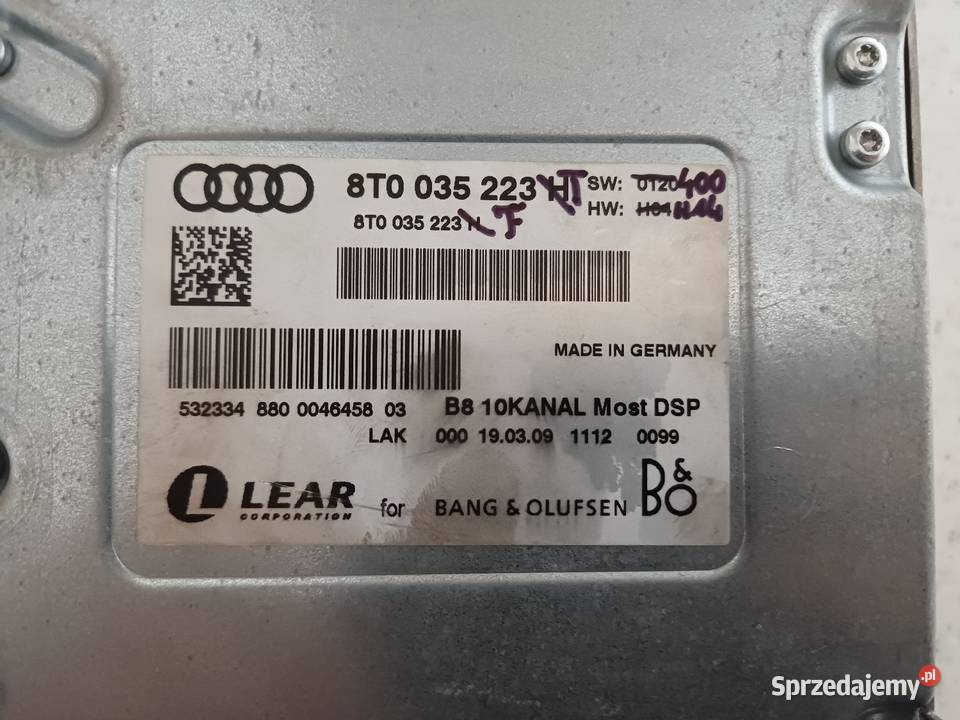 8T0 035 223 H T SW: 0120 400
HW: H04 H14
8T0 035 223 H F
MADE IN GERMANY
532334 880 0046458 03 B8 10KANAL Most DSP
LAK 000 19.03.09 1112 0099
LEAR
CORPORATION
for BANG & OLUFSEN B&O
Sprzedajemy.pl